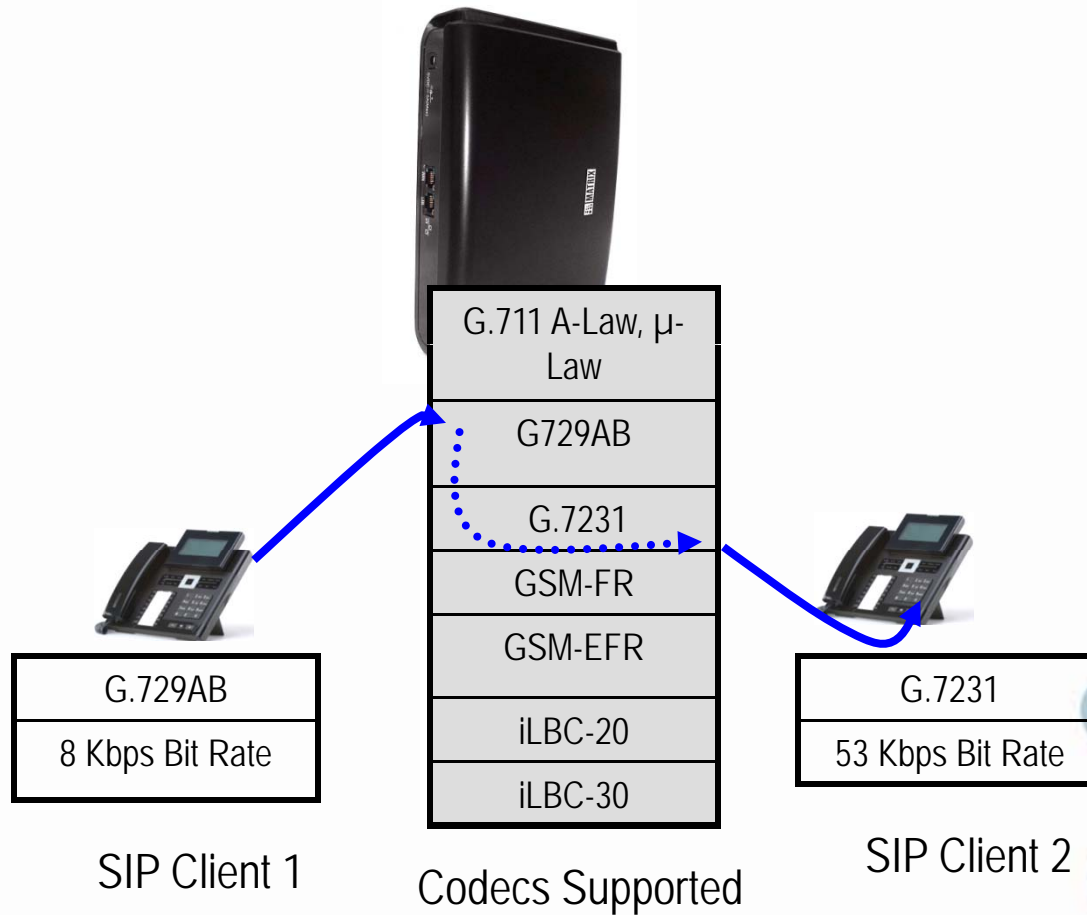 MATRIX
G.711 A-Law, µ-
Law
G729AB
G.7231
GSM-FR
GSM-EFR
iLBC-20
iLBC-30
G.729AB
8 Kbps Bit Rate
G.7231
53 Kbps Bit Rate
SIP Client 1
Codecs Supported
SIP Client 2